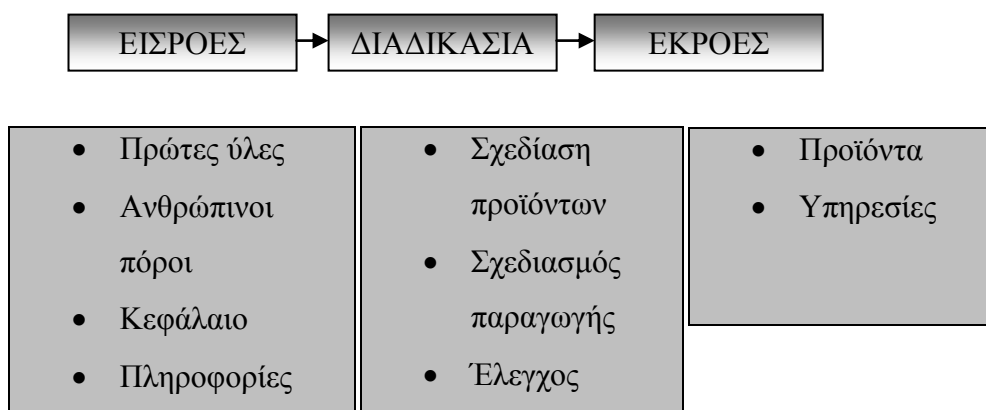 ΕΙΣΡΟΕΣ
ΔΙΑΔΙΚΑΣΙΑ
ΕΚΡΟΕΣ
• Πρώτες ύλες
• Ανθρώπινοι
πόροι
• Κεφάλαιο
• Πληροφορίες
• Σχεδίαση
προϊόντων
• Σχεδιασμός
παραγωγής
• Έλεγχος
• Προϊόντα
• Υπηρεσίες